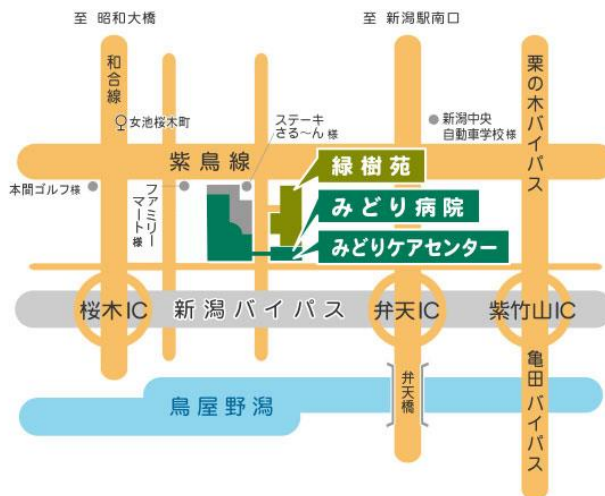 至 昭和大橋
至 新潟駅南口
和合線
栗の木バイパス
女池桜木町
ステーキ
さる～ん 様
新潟中央
自動車学校 様
紫鳥線
緑樹苑
本間ゴルフ 様
ファミリー
マート 様
みどり病院
みどりケアセンター
桜木IC
新潟バイパス
弁天IC
紫竹山IC
鳥屋野潟
弁天橋
亀田バイパス